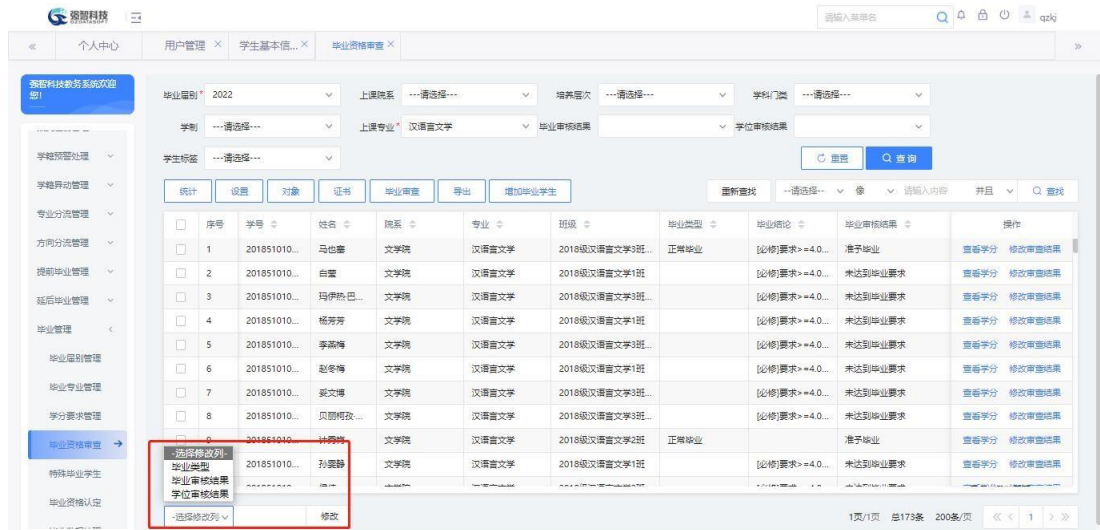 强智科技
请输入菜单名
qzkj
个人中心 用户管理 学生基本信... 毕业资格审查
强智科技教务系统欢迎您!
毕业届别* 2022 上课院系 ---请选择--- 培养层次 ---请选择--- 学科门类 ---请选择---
学制 ---请选择--- 上课专业* 汉语言文学 毕业审核结果 学位审核结果
学生标签 ---请选择---
重置 查询
统计 设置 对象 证书 毕业审查 导出 增加毕业学生 重新查找 --请选择-- 像 请输入内容 并且 查找
学籍预警处理
学籍异动管理
专业分流管理
方向分流管理
提前毕业管理
延后毕业管理
毕业管理
毕业届别管理
毕业专业管理
学分要求管理
毕业资格审查
特殊毕业学生
毕业资格认定
序号 学号 姓名 院系 专业 班级 毕业类型 毕业结论 毕业审核结果 操作
1 201851010... 马也塞 文学院 汉语言文学 2018级汉语言文学3班... 正常毕业 [必修]要求>=4.0... 准予毕业 查看学分 修改审查结果
2 201851010... 白莹 文学院 汉语言文学 2018级汉语言文学1班 [必修]要求>=4.0... 未达到毕业要求 查看学分 修改审查结果
3 201851010... 玛伊热·巴... 文学院 汉语言文学 2018级汉语言文学3班... [必修]要求>=4.0... 未达到毕业要求 查看学分 修改审查结果
4 201851010... 杨芳芳 文学院 汉语言文学 2018级汉语言文学1班 [必修]要求>=4.0... 未达到毕业要求 查看学分 修改审查结果
5 201851010... 李菡梅 文学院 汉语言文学 2018级汉语言文学3班... [必修]要求>=4.0... 未达到毕业要求 查看学分 修改审查结果
6 201851010... 赵冬梅 文学院 汉语言文学 2018级汉语言文学1班 [必修]要求>=4.0... 未达到毕业要求 查看学分 修改审查结果
7 201851010... 妥文博 文学院 汉语言文学 2018级汉语言文学3班... [必修]要求>=4.0... 未达到毕业要求 查看学分 修改审查结果
8 201851010... 贝丽柯孜·... 文学院 汉语言文学 2018级汉语言文学3班... [必修]要求>=4.0... 未达到毕业要求 查看学分 修改审查结果
9 201851010... 文学院 汉语言文学 2018级汉语言文学2班 正常毕业 准予毕业 查看学分 修改审查结果
201851010... 孙雯静 文学院 汉语言文学 2018级汉语言文学1班 [必修]要求>=4.0... 未达到毕业要求 查看学分 修改审查结果
-选择修改列-
毕业类型
毕业审核结果
学位审核结果
-选择修改列 修改
1页/1页 总173条 200条/页 1